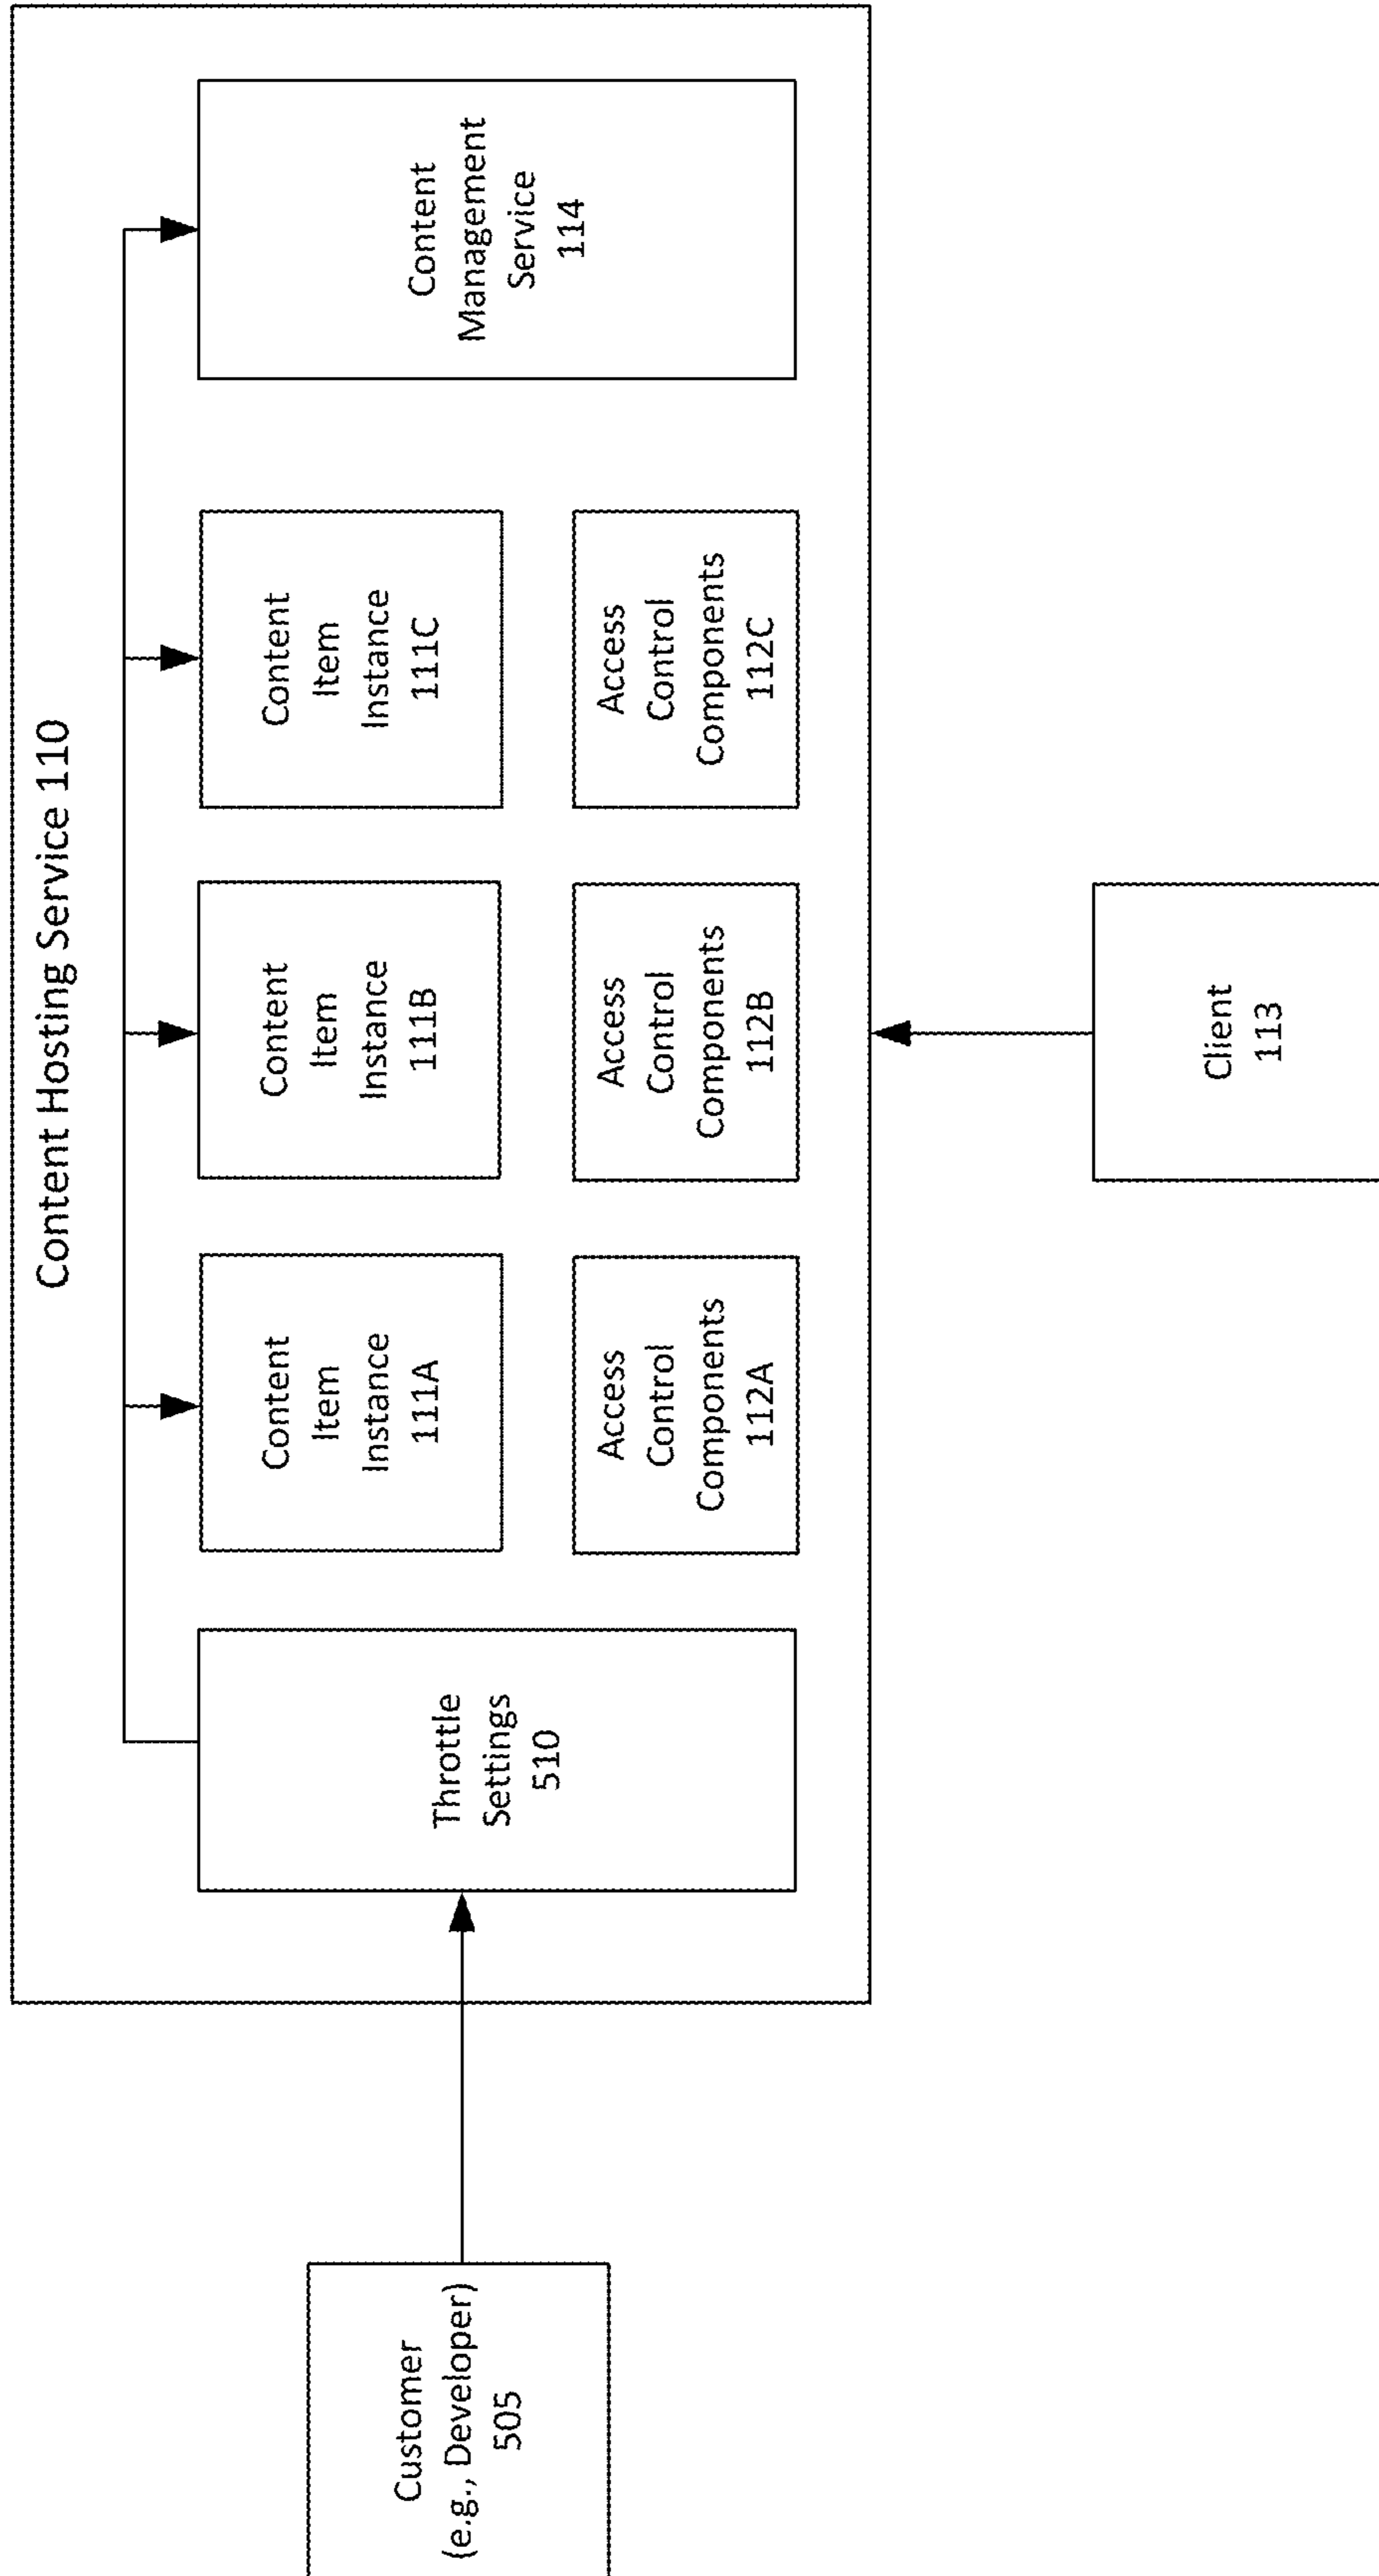 Content Hosting Service 110
Customer
(e.g., Developer)
505
Throttle
Settings
510
Content
Item
Instance
111A
Content
Item
Instance
111B
Content
Item
Instance
111C
Content
Management
Service
114
Access
Control
Components
112A
Access
Control
Components
112B
Access
Control
Components
112C
Client
113